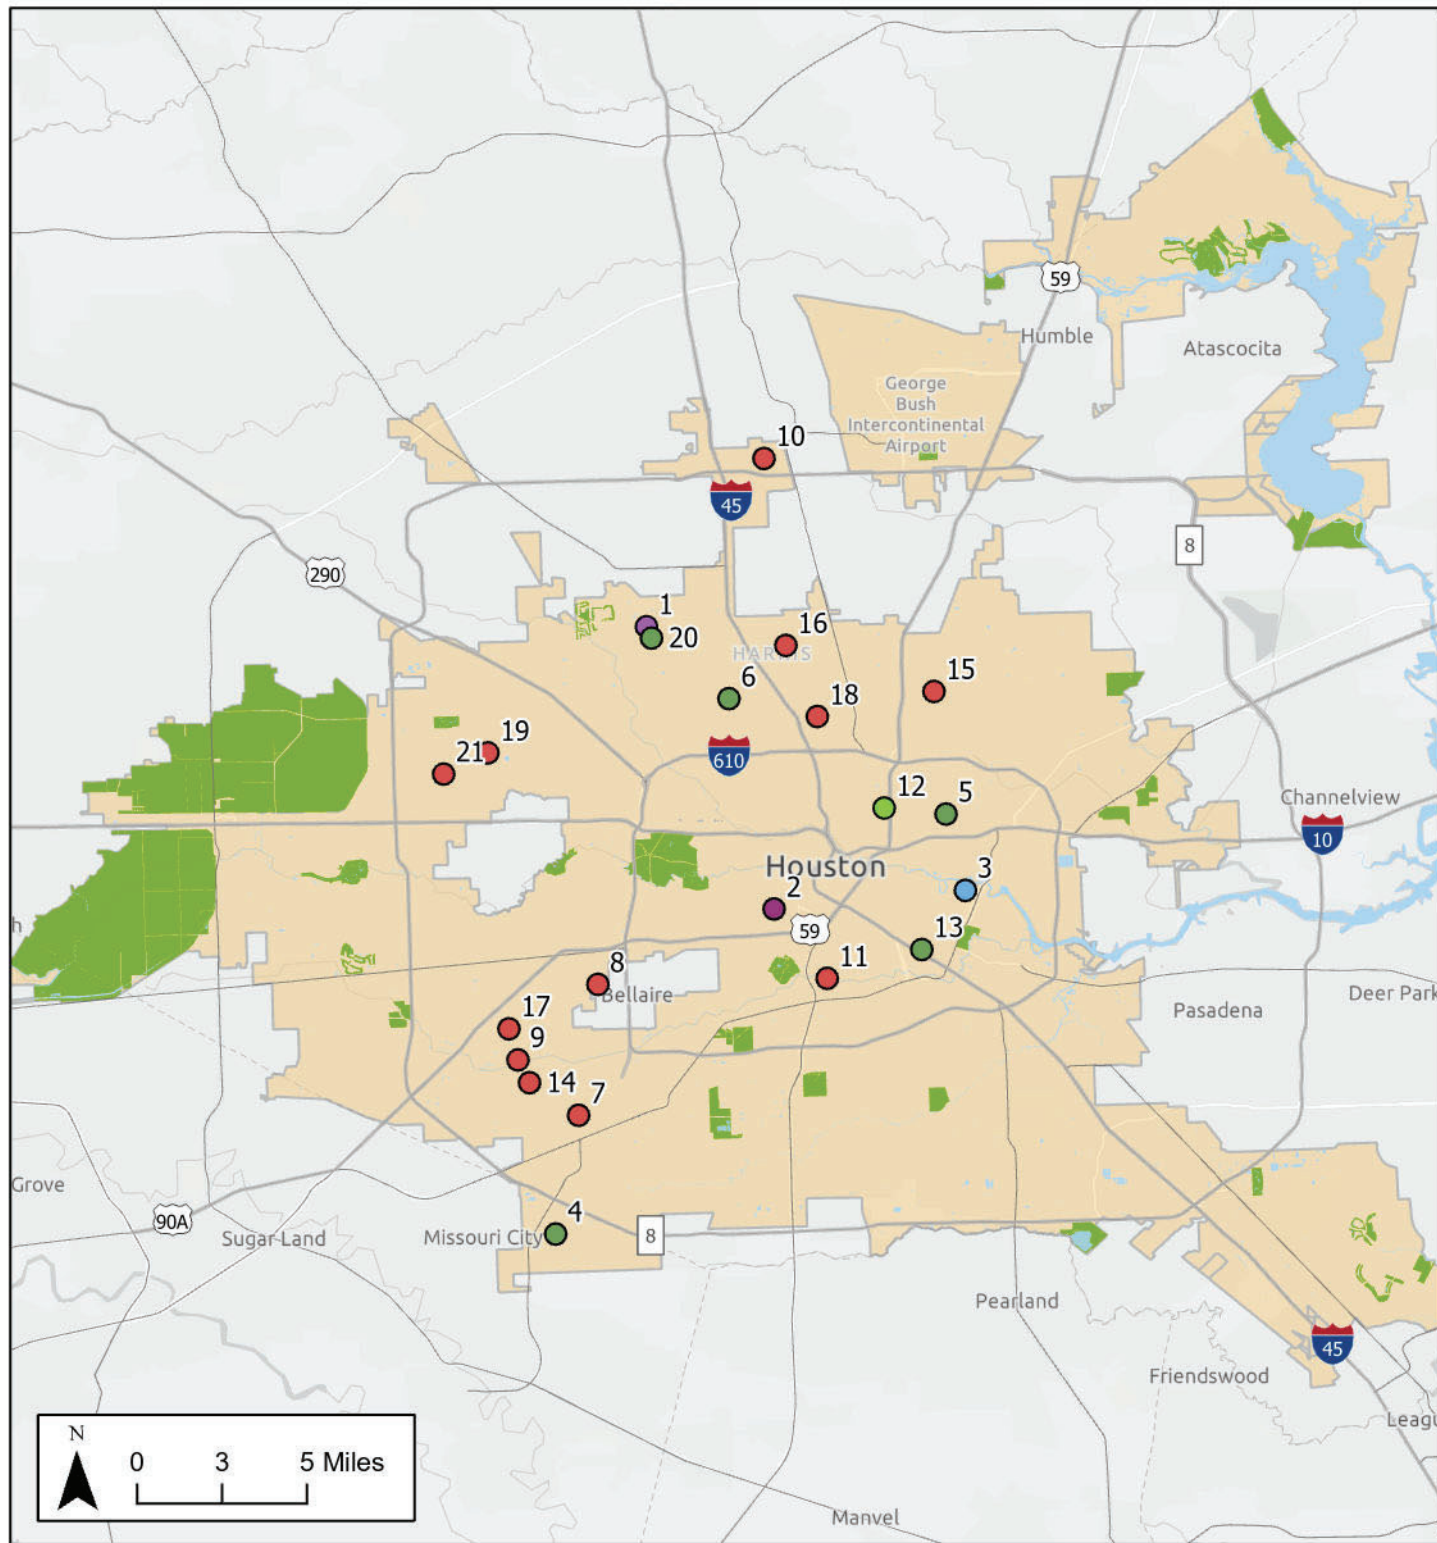 59
Humble
Atascocita
George
Bush
Intercontinental
Airport
10
45
8
290
1
20
16
HARRIS
6
18
15
19
21
610
12
5
Channelview
10
Houston
2
3
59
13
h
11
8
Bellaire
17
9
14
7
Pasadena
Deer Park
Grove
90A
Sugar Land
Missouri City
4
8
Pearland
45
Friendswood
Leagu
N
0 3 5 Miles
Manvel